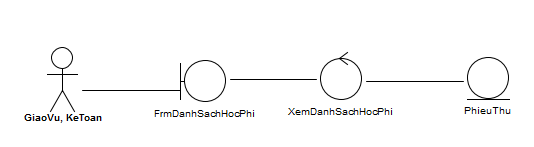 GiaoVu, KeToan
FrmDanhSachHocPhi
XemDanhSachHocPhi
PhieuThu